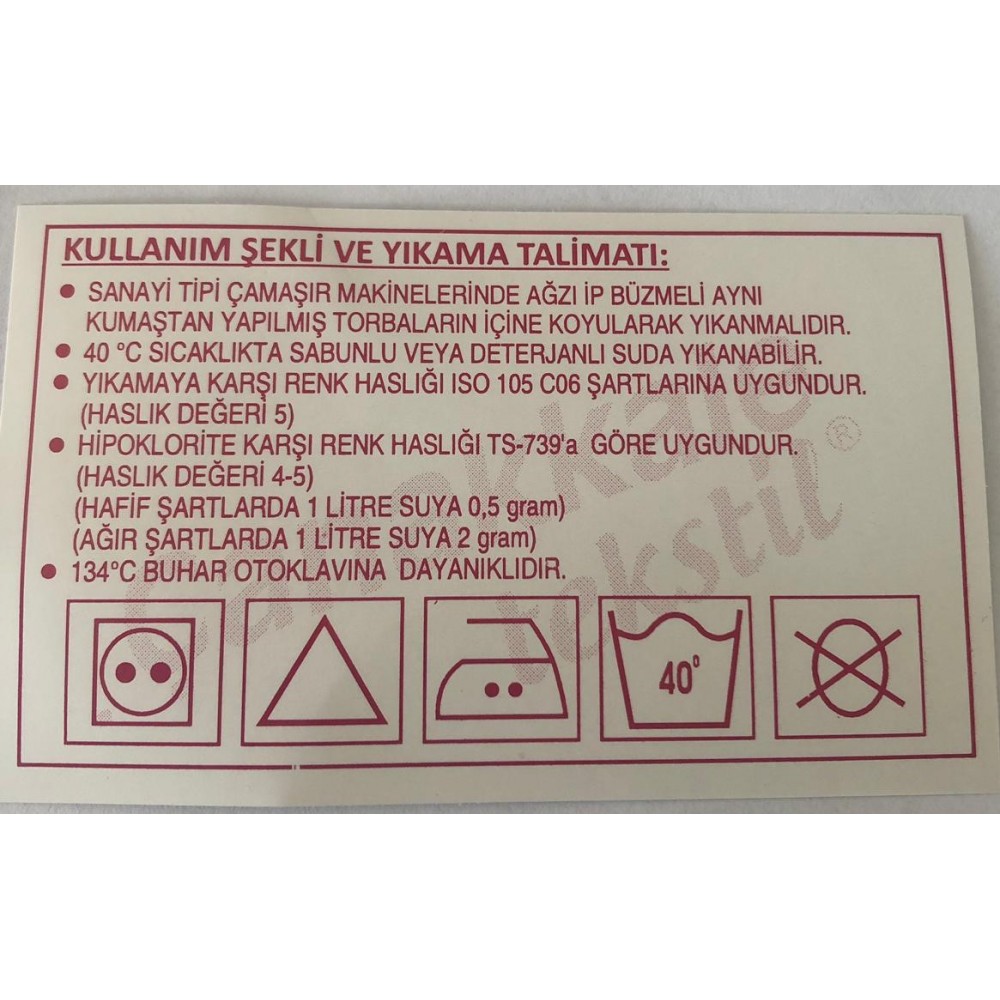 KULLANIM ŞEKLİ VE YIKAMA TALİMATI:
• SANAYİ TİPİ ÇAMAŞIR MAKİNELERİNDE AĞZI İP BÜZMELİ AYNI
KUMAŞTAN YAPILMIŞ TORBALARIN İÇİNE KOYULARAK YIKANMALIDIR.
• 40 °C SICAKLIKTA SABUNLU VEYA DETERJANLI SUDA YIKANABİLİR.
• YIKAMAYA KARŞI RENK HASLIĞI ISO 105 C06 ŞARTLARINA UYGUNDUR.
(HASLIK DEĞERİ 5)
• HİPOKLORİTE KARŞI RENK HASLIĞI TS-739'a GÖRE UYGUNDUR.
(HASLIK DEĞERİ 4-5)
(HAFİF ŞARTLARDA 1 LİTRE SUYA 0,5 gram)
(AĞIR ŞARTLARDA 1 LİTRE SUYA 2 gram)
• 134°C BUHAR OTOKLAVINA DAYANIKLIDIR.
Çanakkale
tekstil ®
40°